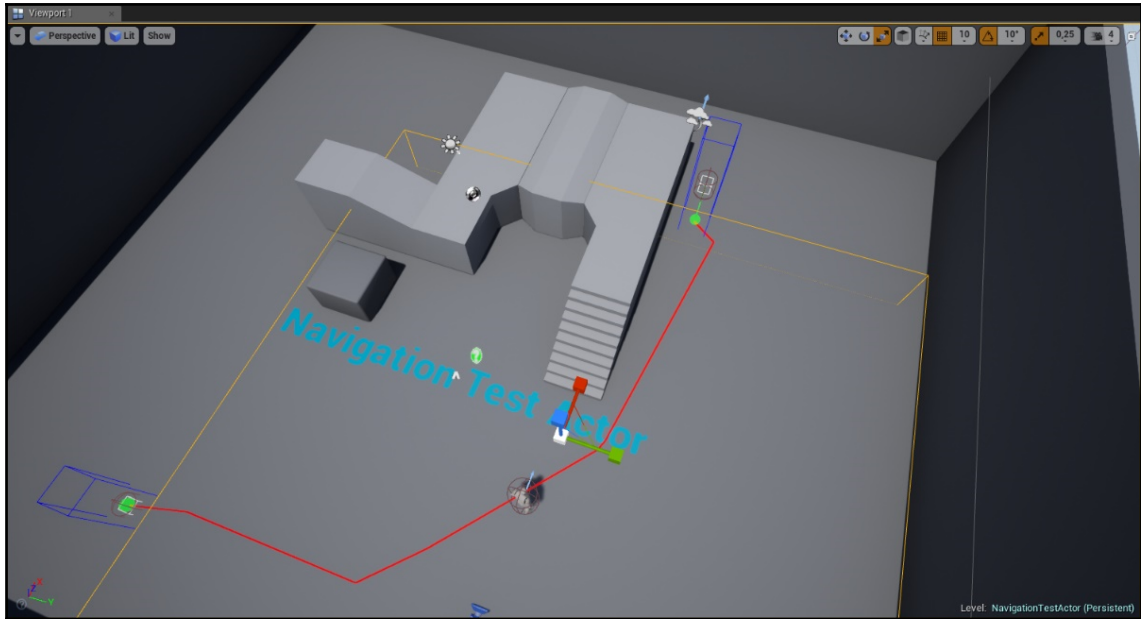 Viewport 1
Perspective Lit Show 10 10° 0,25 4
Navigation Test Actor
X
Z
Y
Level: NavigationTestActor (Persistent)